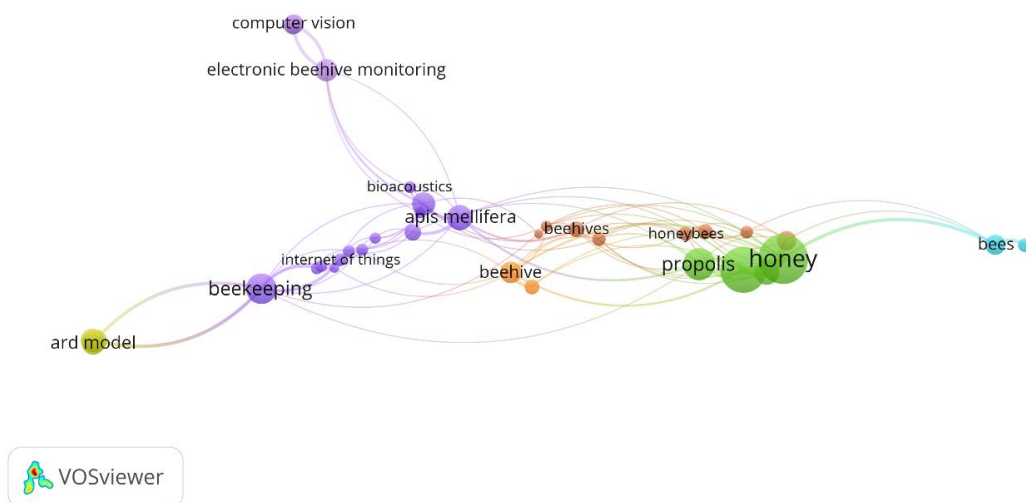 computer vision
electronic beehive monitoring
bioacoustics
apis mellifera
beehives
honeybees
bees
internet of things
beehive
propolis
honey
beekeeping
ard model
VOSviewer